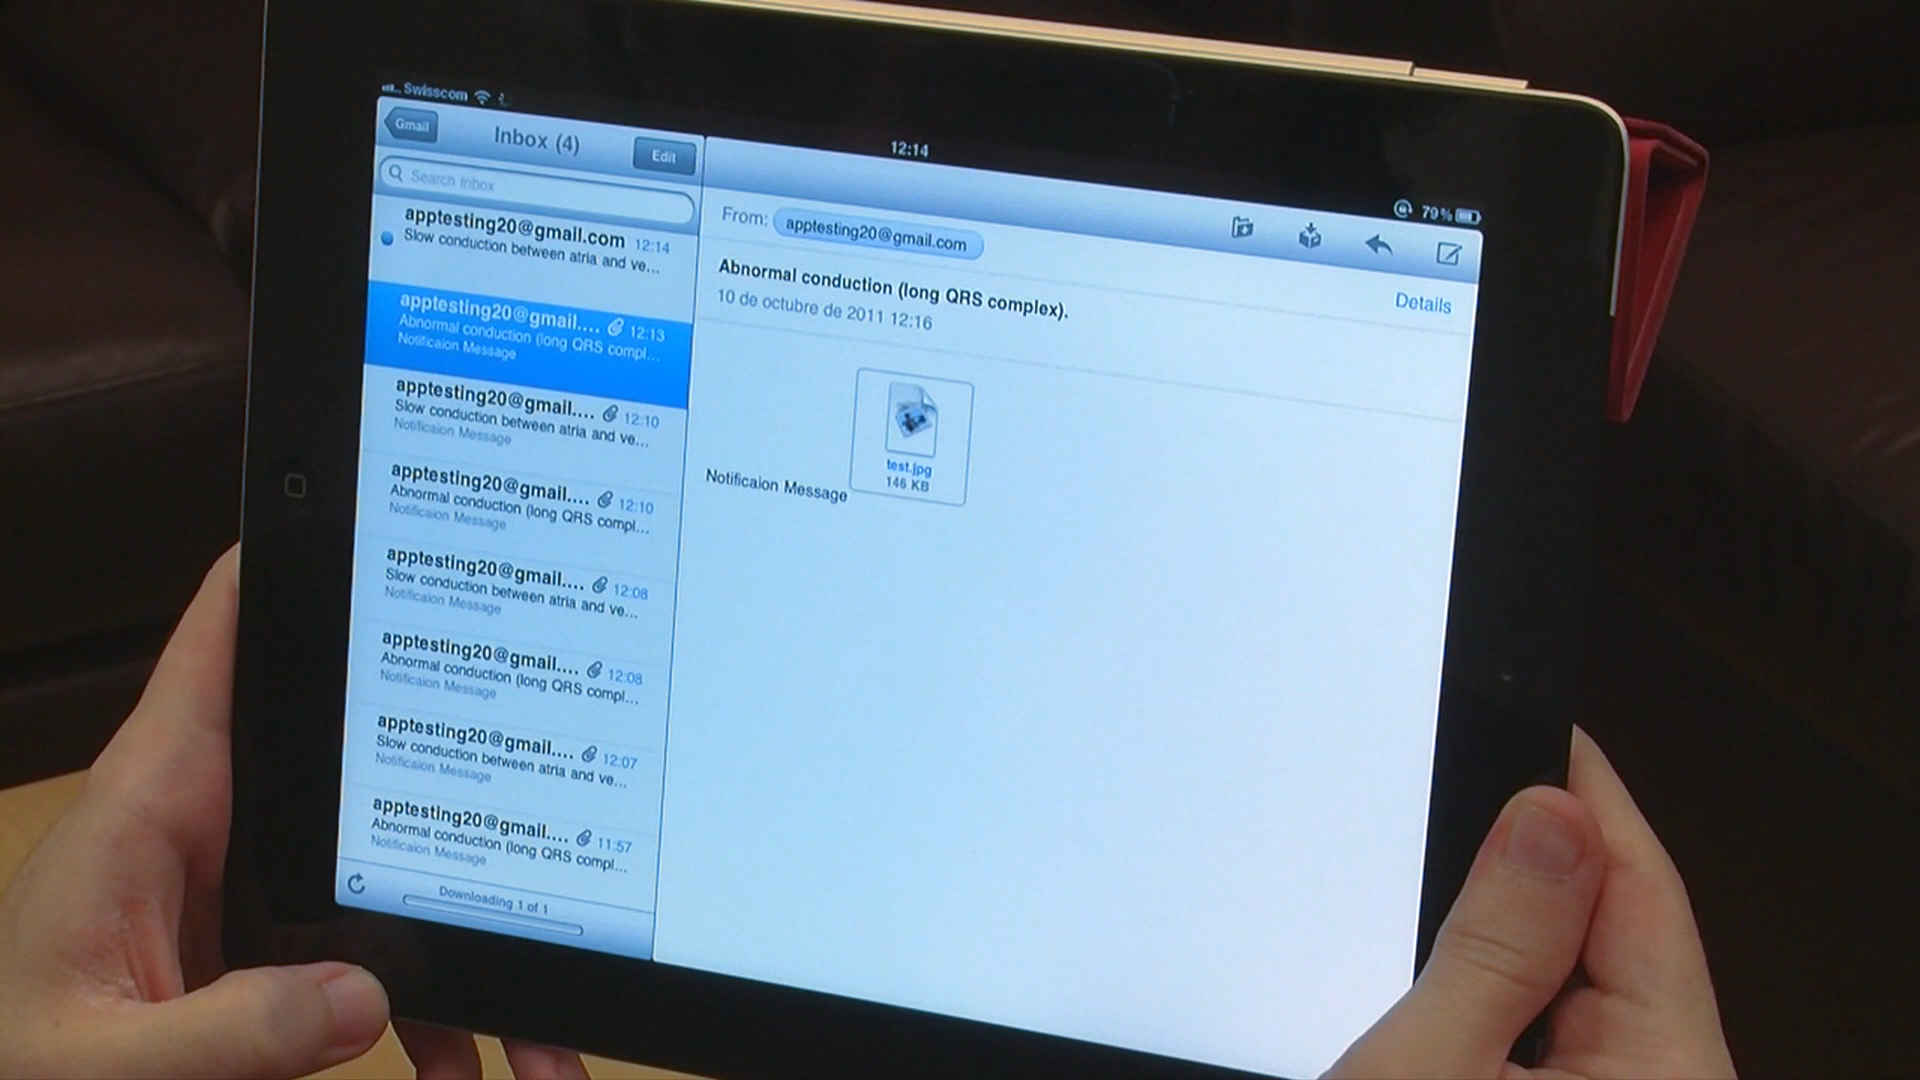 Swisscom
12:14
79%
Gmail
Inbox (4)
Edit
Search Inbox
apptesting20@gmail.com 12:14
Slow conduction between atria and ve...
apptesting20@gmail.... 12:13
Abnormal conduction (long QRS compl...
Notificaion Message
apptesting20@gmail.... 12:10
Slow conduction between atria and ve...
Notificaion Message
apptesting20@gmail.... 12:10
Abnormal conduction (long QRS compl...
Notificaion Message
apptesting20@gmail.... 12:08
Slow conduction between atria and ve...
Notificaion Message
apptesting20@gmail.... 12:08
Abnormal conduction (long QRS compl...
Notificaion Message
apptesting20@gmail.... 12:07
Slow conduction between atria and ve...
Notificaion Message
apptesting20@gmail.... 11:57
Abnormal conduction (long QRS compl...
Notificaion Message
Downloading 1 of 1
From: apptesting20@gmail.com
Abnormal conduction (long QRS complex).
Details
10 de octubre de 2011 12:16
test.jpg
146 KB
Notificaion Message